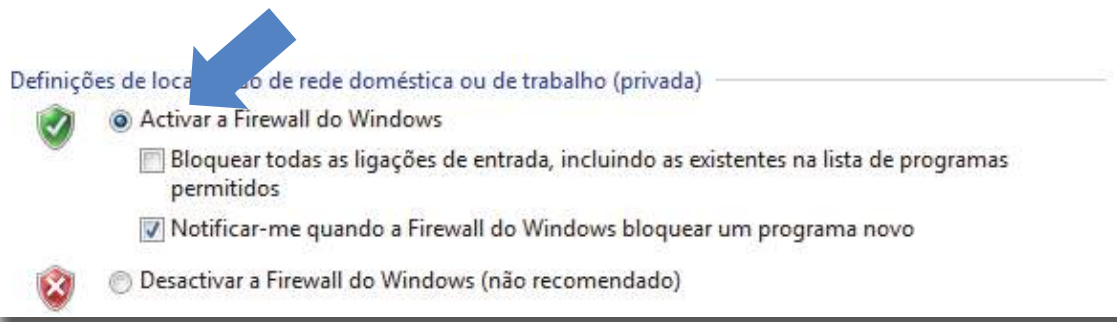 Definições de loca o de rede doméstica ou de trabalho (privada)
Activar a Firewall do Windows
Bloquear todas as ligações de entrada, incluindo as existentes na lista de programas
permitidos
Notificar-me quando a Firewall do Windows bloquear um programa novo
Desactivar a Firewall do Windows (não recomendado)